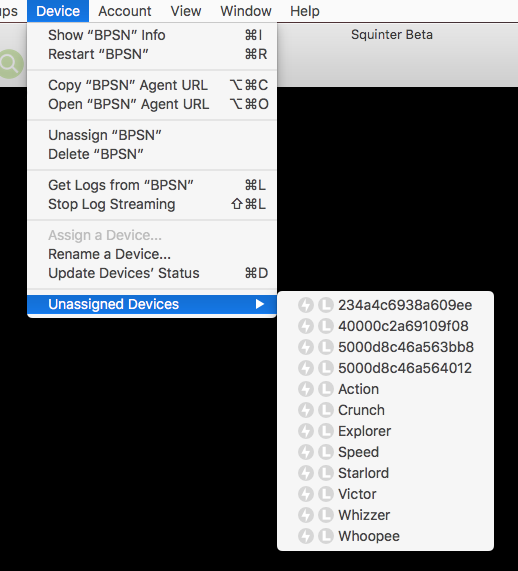 ups Device Account View Window Help
Squinter Beta
Show “BPSN” Info ⌘I
Restart “BPSN” ⌘R
Copy “BPSN” Agent URL ⌥⌘C
Open “BPSN” Agent URL ⌥⌘O
Unassign “BPSN”
Delete “BPSN”
Get Logs from “BPSN” ⌘L
Stop Log Streaming ⇧⌘L
Assign a Device...
Rename a Device...
Update Devices’ Status ⌘D
Unassigned Devices
L 234a4c6938a609ee
L 40000c2a69109f08
L 5000d8c46a563bb8
L 5000d8c46a564012
L Action
L Crunch
L Explorer
L Speed
L Starlord
L Victor
L Whizzer
L Whoopee